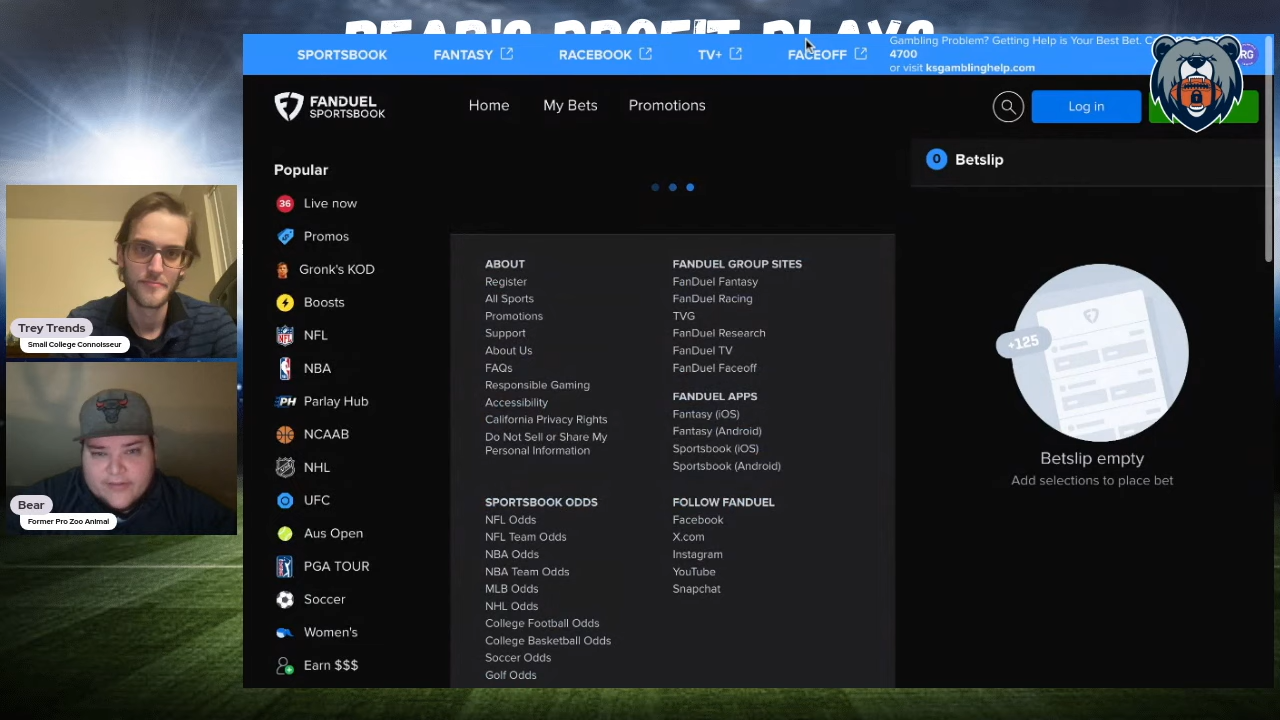 BEAR'S PROFIT PLAYS
SPORTSBOOK
FANTASY
RACEBOOK
TV+
FACEOFF
Gambling Problem? Getting Help is Your Best Bet.
4700
or visit ksgamblinghelp.com
RG
FANDUEL
SPORTSBOOK
Home
My Bets
Promotions
Log in
0
Betslip
Popular
36
Live now
Promos
Gronk's KOD
Boosts
NFL
NBA
PH
Parlay Hub
NCAAB
NHL
UFC
Aus Open
PGA TOUR
Soccer
Women's
Earn $$$
ABOUT
Register
All Sports
Promotions
Support
About Us
FAQs
Responsible Gaming
Accessibility
California Privacy Rights
Do Not Sell or Share My
Personal Information
FANDUEL GROUP SITES
FanDuel Fantasy
FanDuel Racing
TVG
FanDuel Research
FanDuel TV
FanDuel Faceoff
FANDUEL APPS
Fantasy (iOS)
Fantasy (Android)
Sportsbook (iOS)
Sportsbook (Android)
SPORTSBOOK ODDS
NFL Odds
NFL Team Odds
NBA Odds
NBA Team Odds
MLB Odds
NHL Odds
College Football Odds
College Basketball Odds
Soccer Odds
Golf Odds
FOLLOW FANDUEL
Facebook
X.com
Instagram
YouTube
Snapchat
+125
Betslip empty
Add selections to place bet
Trey Trends
Small College Connoisseur
Bear
Former Pro Zoo Animal